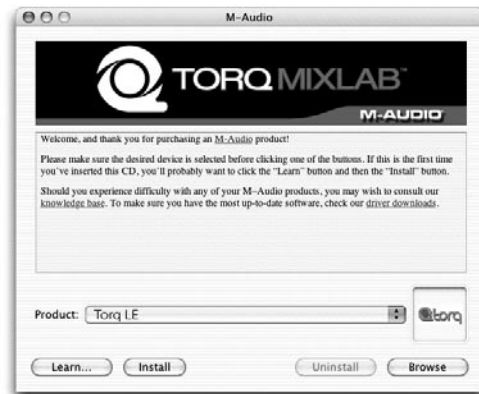 M-Audio
TORQ MIXLAB™
M-AUDIO
Welcome, and thank you for purchasing an M-Audio product!
Please make sure the desired device is selected before clicking one of the buttons. If this is the first time
you've inserted this CD, you'll probably want to click the "Learn" button and then the "Install" button.
Should you experience difficulty with any of your M-Audio products, you may wish to consult our
knowledge base. To make sure you have the most up-to-date software, check our driver downloads.
Product: Torq LE
torq
Learn... Install Uninstall Browse